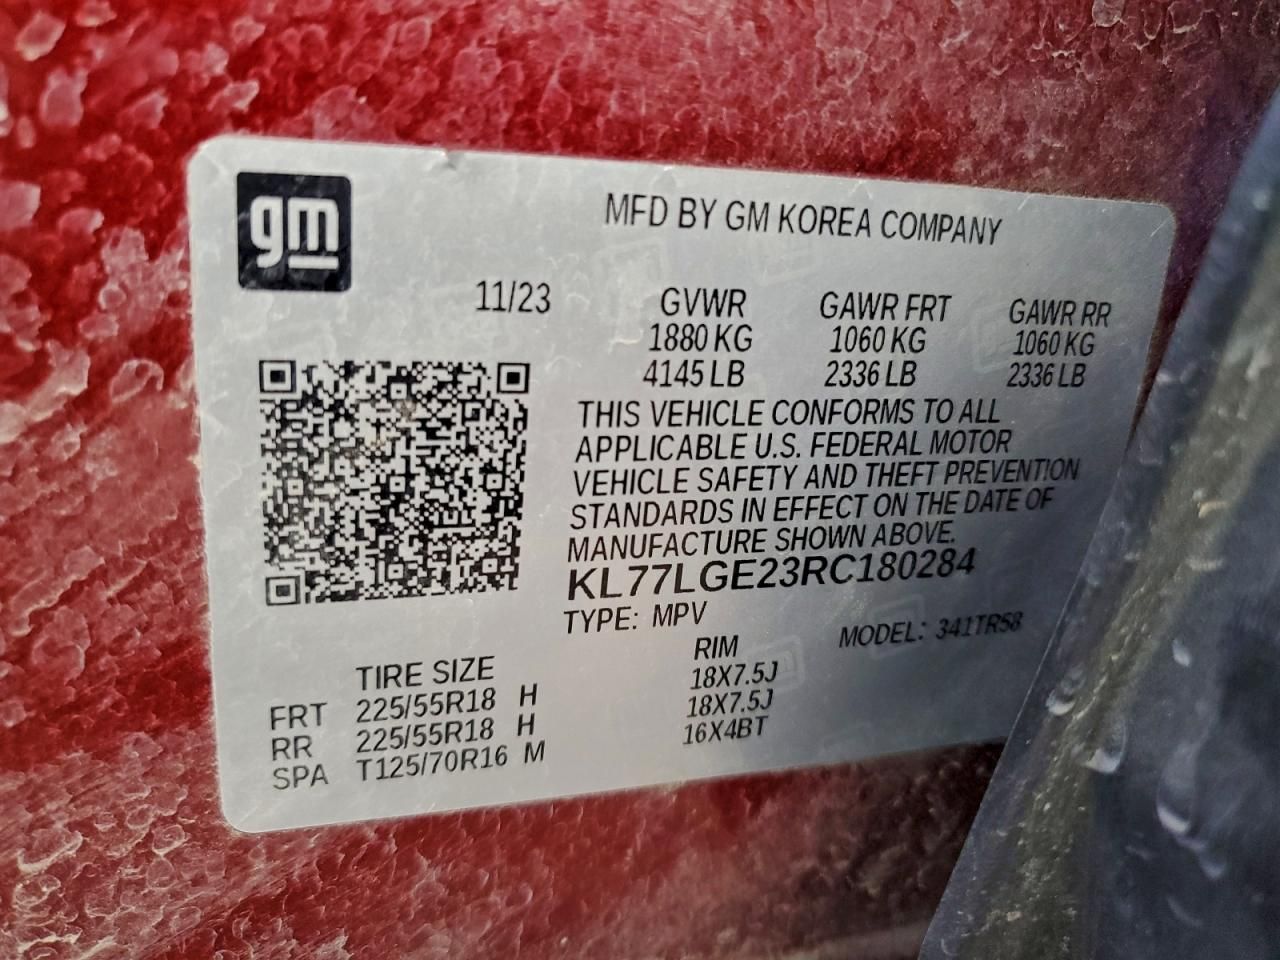 gm
MFD BY GM KOREA COMPANY
11/23 GVWR GAWR FRT GAWR RR
1880 KG 1060 KG 1060 KG
4145 LB 2336 LB 2336 LB
THIS VEHICLE CONFORMS TO ALL
APPLICABLE U.S. FEDERAL MOTOR
VEHICLE SAFETY AND THEFT PREVENTION
STANDARDS IN EFFECT ON THE DATE OF
MANUFACTURE SHOWN ABOVE.
KL77LGE23RC180284
TYPE: MPV MODEL: 341TR58
TIRE SIZE RIM
FRT 225/55R18 H 18X7.5J
RR 225/55R18 H 18X7.5J
SPA T125/70R16 M 16X4BT